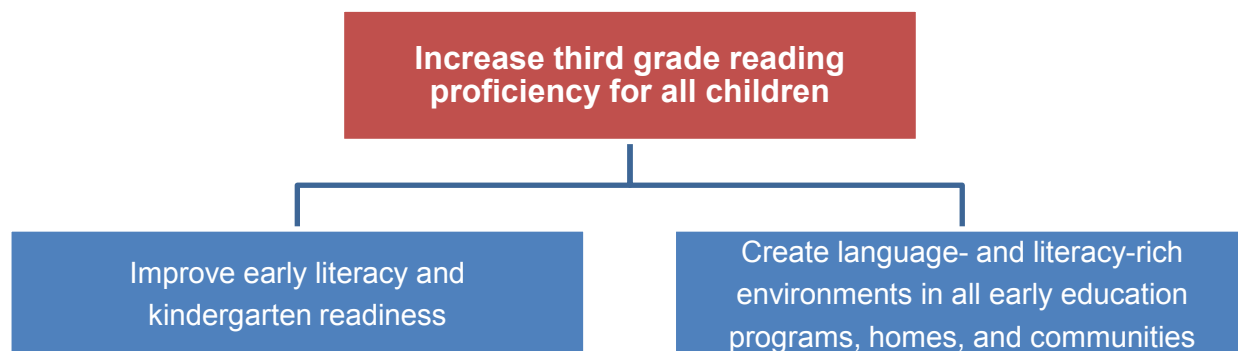 Increase third grade reading
proficiency for all children
Improve early literacy and
kindergarten readiness
Create language- and literacy-rich
environments in all early education
programs, homes, and communities